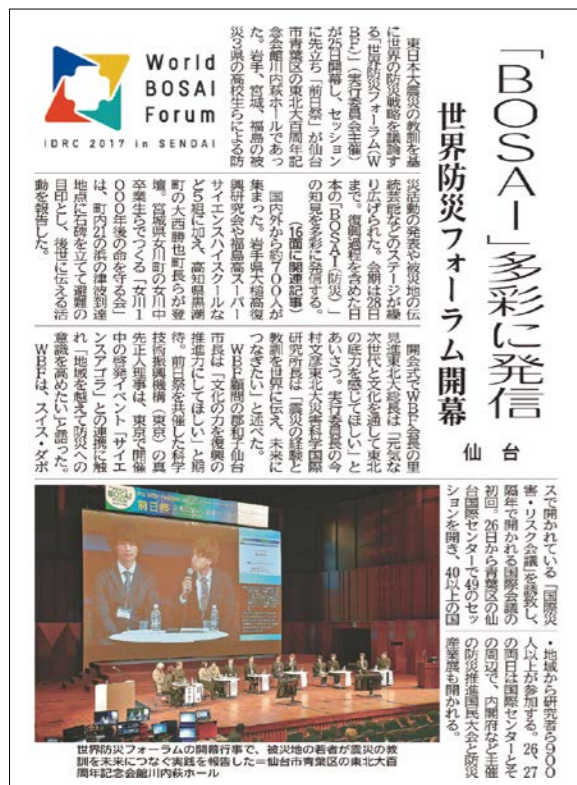 「BOSAI」多彩に発信
世界防災フォーラム開幕
仙台
World
BOSAI
Forum
IDRC 2017 in SENDAI
東日本大震災の教訓を基
に世界の防災戦略を議論す
る「世界防災フォーラム(W
BF)」(実行委員会主催)
が25日開幕し、セッション
に先立ち「前日祭」が仙台
市青葉区の東北大百周年記
念会館川内萩ホールであっ
た。岩手、宮城、福島の被
災3県の高校生らによる防
災活動の発表や被災地の伝
統芸能などのステージが繰
り広げられた。会期は28日
まで。復興過程を含めた日
本の「BOSAI(防災)」
の知見を多彩に発信する。
(16面に関連記事)
国内外から約700人が
集まった。岩手県大槌高復
興研究会や福島高スーパー
サイエンスハイスクールな
ど5組に加え、高知県黒潮
町の大西勝也町長らが登
壇。宮城県女川町の女川中
卒業生らでつくる「女川1
000年後の命を守る会」
は、町内21の浜の津波到達
地点に石碑を立てて避難の
目印とし、後世に伝える活
動を報告した。
開会式でWBF会長の里
見進東北大総長は「元気な
次世代と文化を通して東北
の底力を感じてほしい」と
あいさつ。実行委員長の今
村文彦東北大災害科学国際
研究所長は「震災の経験と
教訓を世界に伝え、未来に
つなぎたい」と述べた。
WBF顧問の郡和子仙台
市長は「文化の力を復興の
推進力にしてほしい」と期
待。前日祭を共催した科学
技術振興機構(東京)の真
先正人理事は、東京で開催
中の啓発イベント「サイエ
ンスアゴラ」との連携に触
れ「地域を越えて防災への
意識を高めたい」と語った。
WBFは、スイス・ダボ
スで開かれている「国際災
害・リスク会議」を誘致し、
隔年で開かれる国際会議の
初回。26日から青葉区の仙
台国際センターで49のセッ
ションを開き、40以上の国
・地域から研究者ら900
人以上が参加する。26、27
の両日は国際センターとそ
の周辺で、内閣府など主催
の防災推進国民大会と防災
産業展も開かれる。
前日祭
世界防災フォーラムの開幕行事で、被災地の若者が震災の教
訓を未来につなぐ実践を報告した=仙台市青葉区の東北大百
周年記念会館川内萩ホール